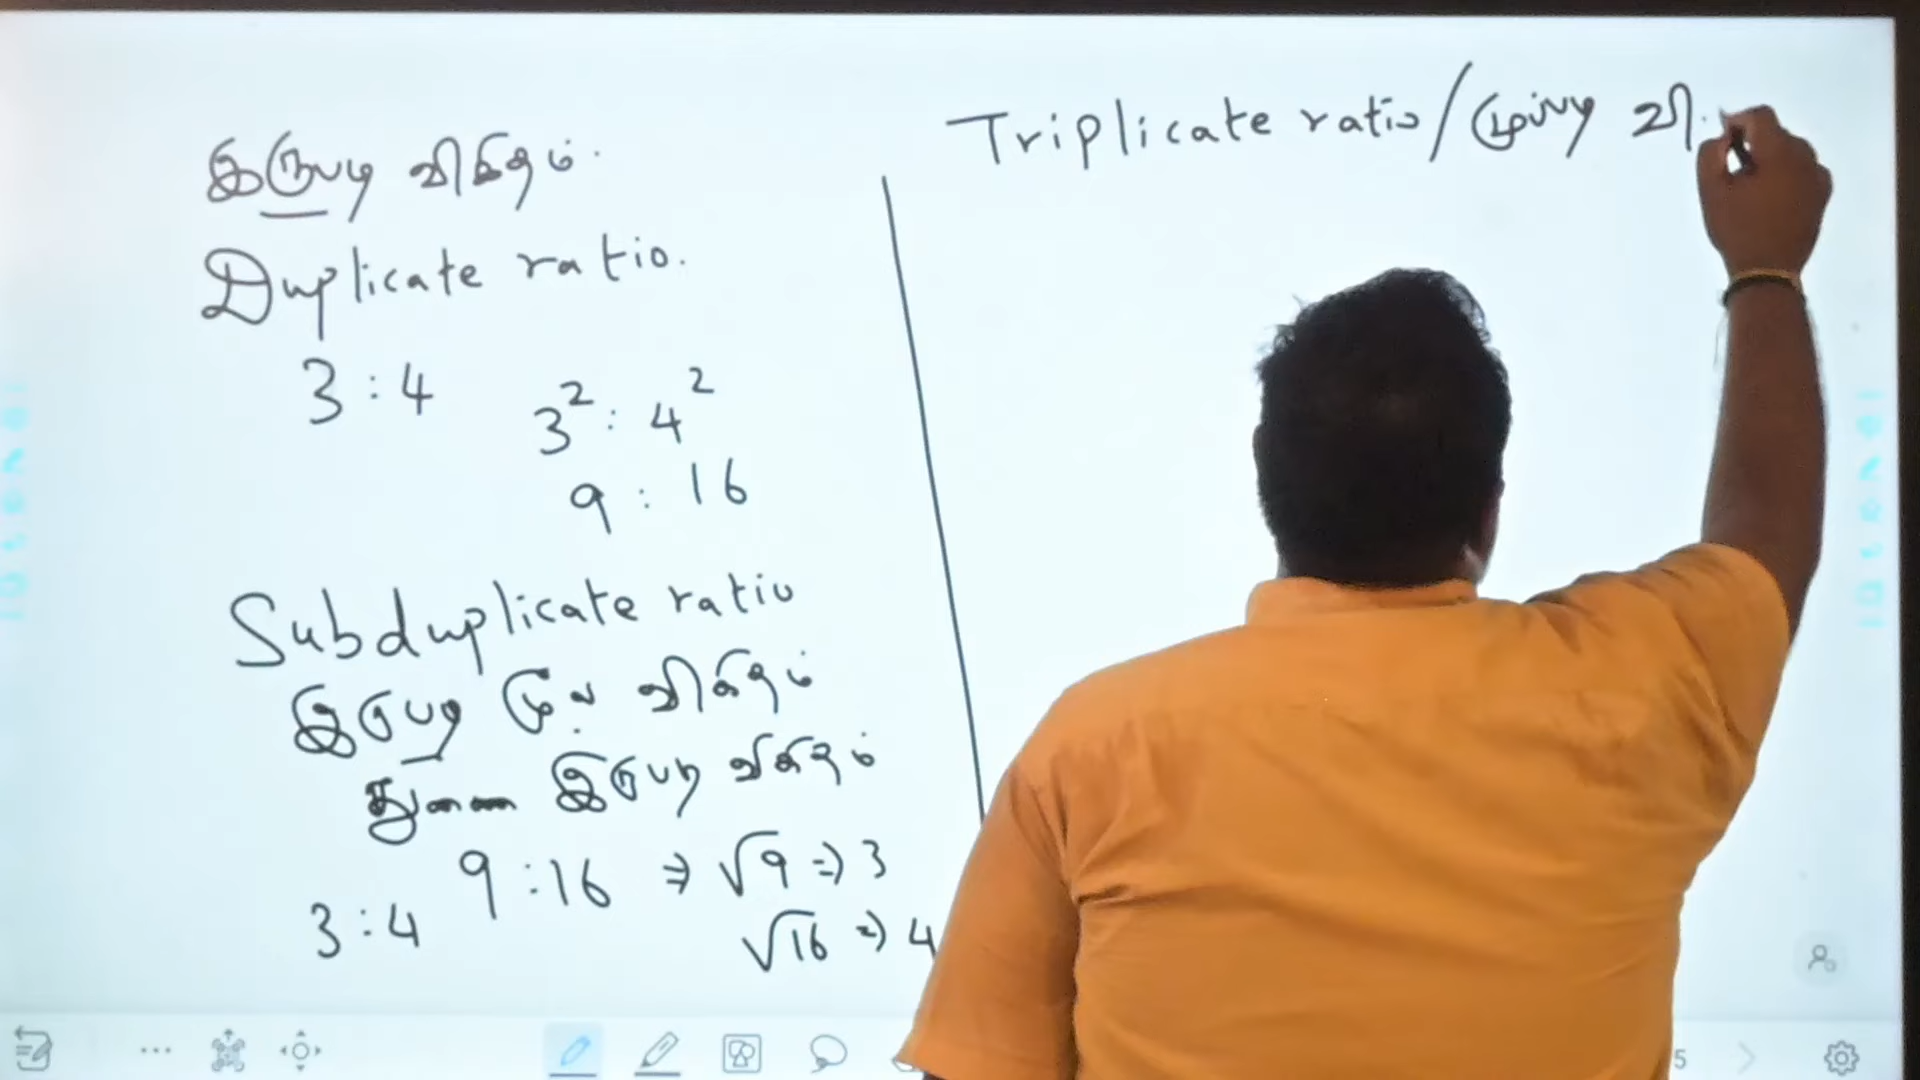 இருபடி விகிதம்.
Duplicate ratio.
3 : 4
3² : 4²
9 : 16
Subduplicate ratio
இருபடி மூல விகிதம்
துணை இருபடி விகிதம்
9 : 16 ⇒ √9 ⇒ 3
3 : 4 √16 ⇒ 4
Triplicate ratio / முப்படி வி
5